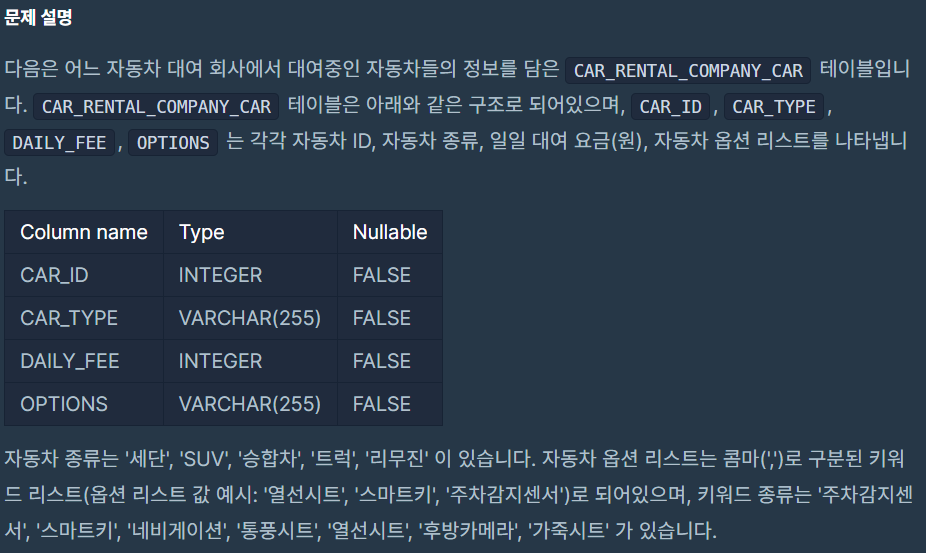 문제 설명
다음은 어느 자동차 대여 회사에서 대여중인 자동차들의 정보를 담은 CAR_RENTAL_COMPANY_CAR 테이블입니
다. CAR_RENTAL_COMPANY_CAR 테이블은 아래와 같은 구조로 되어있으며, CAR_ID, CAR_TYPE,
DAILY_FEE, OPTIONS 는 각각 자동차 ID, 자동차 종류, 일일 대여 요금(원), 자동차 옵션 리스트를 나타냅니
다.
Column name Type Nullable
CAR_ID INTEGER FALSE
CAR_TYPE VARCHAR(255) FALSE
DAILY_FEE INTEGER FALSE
OPTIONS VARCHAR(255) FALSE
자동차 종류는 '세단', 'SUV', '승합차', '트럭', '리무진' 이 있습니다. 자동차 옵션 리스트는 콤마(',')로 구분된 키워
드 리스트(옵션 리스트 값 예시: '열선시트', '스마트키', '주차감지센서')로 되어있으며, 키워드 종류는 '주차감지센
서', '스마트키', '네비게이션', '통풍시트', '열선시트', '후방카메라', '가죽시트' 가 있습니다.